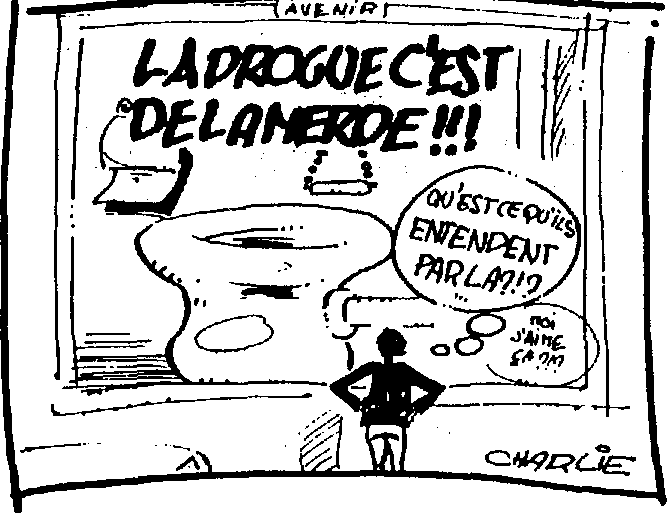 (AVENIR)
LA DROGUE C'EST
DE LA MERDE!!!
QU'EST CE QU'ILS
ENTENDENT
PAR LA?!?
...
MOI
J'AIME
ÇA?!?!
CHARLIE